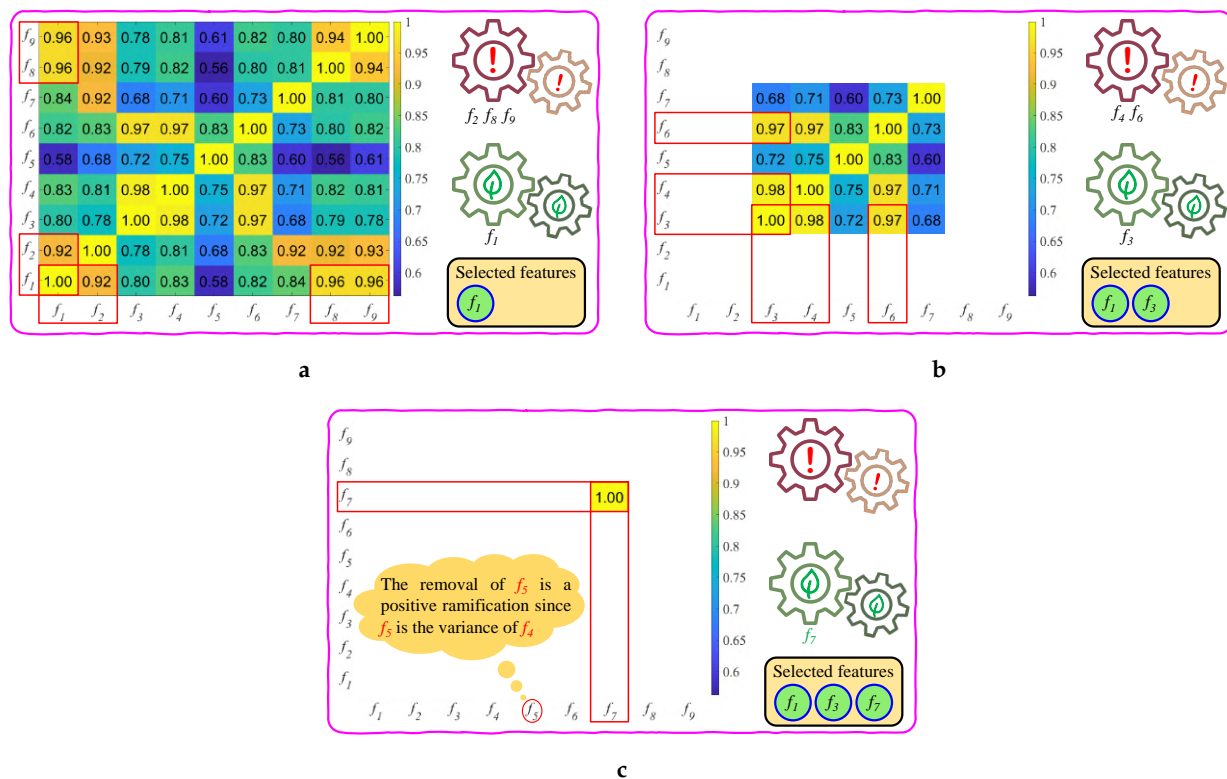 f9 0.96 0.93 0.78 0.81 0.61 0.82 0.80 0.94 1.00
f8 0.96 0.92 0.79 0.82 0.56 0.80 0.81 1.00 0.94
f7 0.84 0.92 0.68 0.71 0.60 0.73 1.00 0.81 0.80
f6 0.82 0.83 0.97 0.97 0.83 1.00 0.73 0.80 0.82
f5 0.58 0.68 0.72 0.75 1.00 0.83 0.60 0.56 0.61
f4 0.83 0.81 0.98 1.00 0.75 0.97 0.71 0.82 0.81
f3 0.80 0.78 1.00 0.98 0.72 0.97 0.68 0.79 0.78
f2 0.92 1.00 0.78 0.81 0.68 0.83 0.92 0.92 0.93
f1 1.00 0.92 0.80 0.83 0.58 0.82 0.84 0.96 0.96
f1 f2 f3 f4 f5 f6 f7 f8 f9
1
0.95
0.9
0.85
0.8
0.75
0.7
0.65
0.6
!
!
f2 f8 f9
f1
Selected features
f1
a
f9
f8
f7 0.68 0.71 0.60 0.73 1.00
f6 0.97 0.97 0.83 1.00 0.73
f5 0.72 0.75 1.00 0.83 0.60
f4 0.98 1.00 0.75 0.97 0.71
f3 1.00 0.98 0.72 0.97 0.68
f2
f1
f1 f2 f3 f4 f5 f6 f7 f8 f9
1
0.95
0.9
0.85
0.8
0.75
0.7
0.65
0.6
!
!
f4 f6
f3
Selected features
f1 f3
b
f9
f8
f7 1.00
f6
f5
f4
f3
f2
f1
The removal of f5 is a
positive ramification since
f5 is the variance of f4
f1 f2 f3 f4 f5 f6 f7 f8 f9
1
0.95
0.9
0.85
0.8
0.75
0.7
0.65
0.6
!
!
f7
Selected features
f1 f3 f7
c